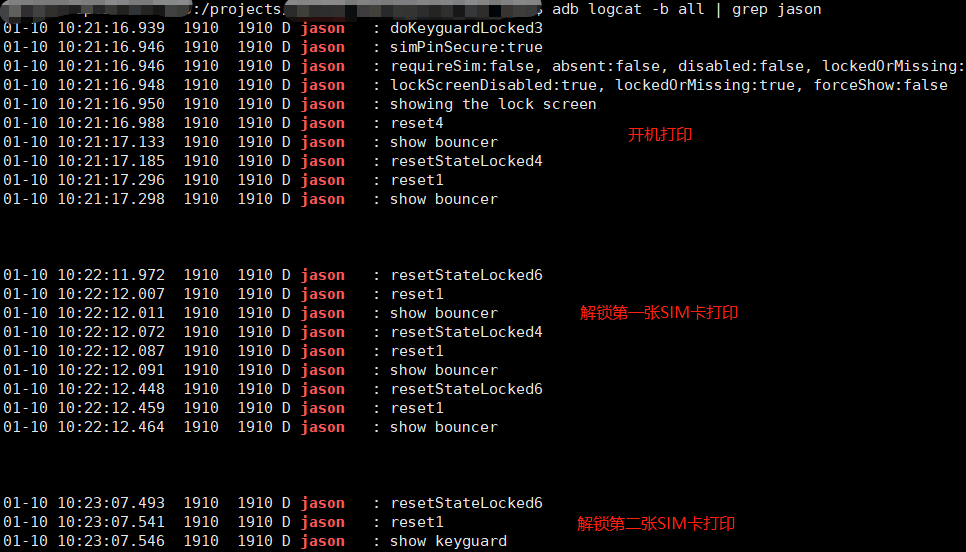 :/projects/ $ adb logcat -b all | grep jason
01-10 10:21:16.939 1910 1910 D jason : doKeyguardLocked3
01-10 10:21:16.946 1910 1910 D jason : simPinSecure:true
01-10 10:21:16.946 1910 1910 D jason : requireSim:false, absent:false, disabled:false, lockedOrMissing:
01-10 10:21:16.948 1910 1910 D jason : lockScreenDisabled:true, lockedOrMissing:true, forceShow:false
01-10 10:21:16.950 1910 1910 D jason : showing the lock screen
01-10 10:21:16.988 1910 1910 D jason : reset4
开机打印
01-10 10:21:17.133 1910 1910 D jason : show bouncer
01-10 10:21:17.185 1910 1910 D jason : resetStateLocked4
01-10 10:21:17.296 1910 1910 D jason : reset1
01-10 10:21:17.298 1910 1910 D jason : show bouncer
01-10 10:22:11.972 1910 1910 D jason : resetStateLocked6
01-10 10:22:12.007 1910 1910 D jason : reset1
01-10 10:22:12.011 1910 1910 D jason : show bouncer
解锁第一张SIM卡打印
01-10 10:22:12.072 1910 1910 D jason : resetStateLocked4
01-10 10:22:12.087 1910 1910 D jason : reset1
01-10 10:22:12.091 1910 1910 D jason : show bouncer
01-10 10:22:12.448 1910 1910 D jason : resetStateLocked6
01-10 10:22:12.459 1910 1910 D jason : reset1
01-10 10:22:12.464 1910 1910 D jason : show bouncer
01-10 10:23:07.493 1910 1910 D jason : resetStateLocked6
01-10 10:23:07.541 1910 1910 D jason : reset1
解锁第二张SIM卡打印
01-10 10:23:07.546 1910 1910 D jason : show keyguard